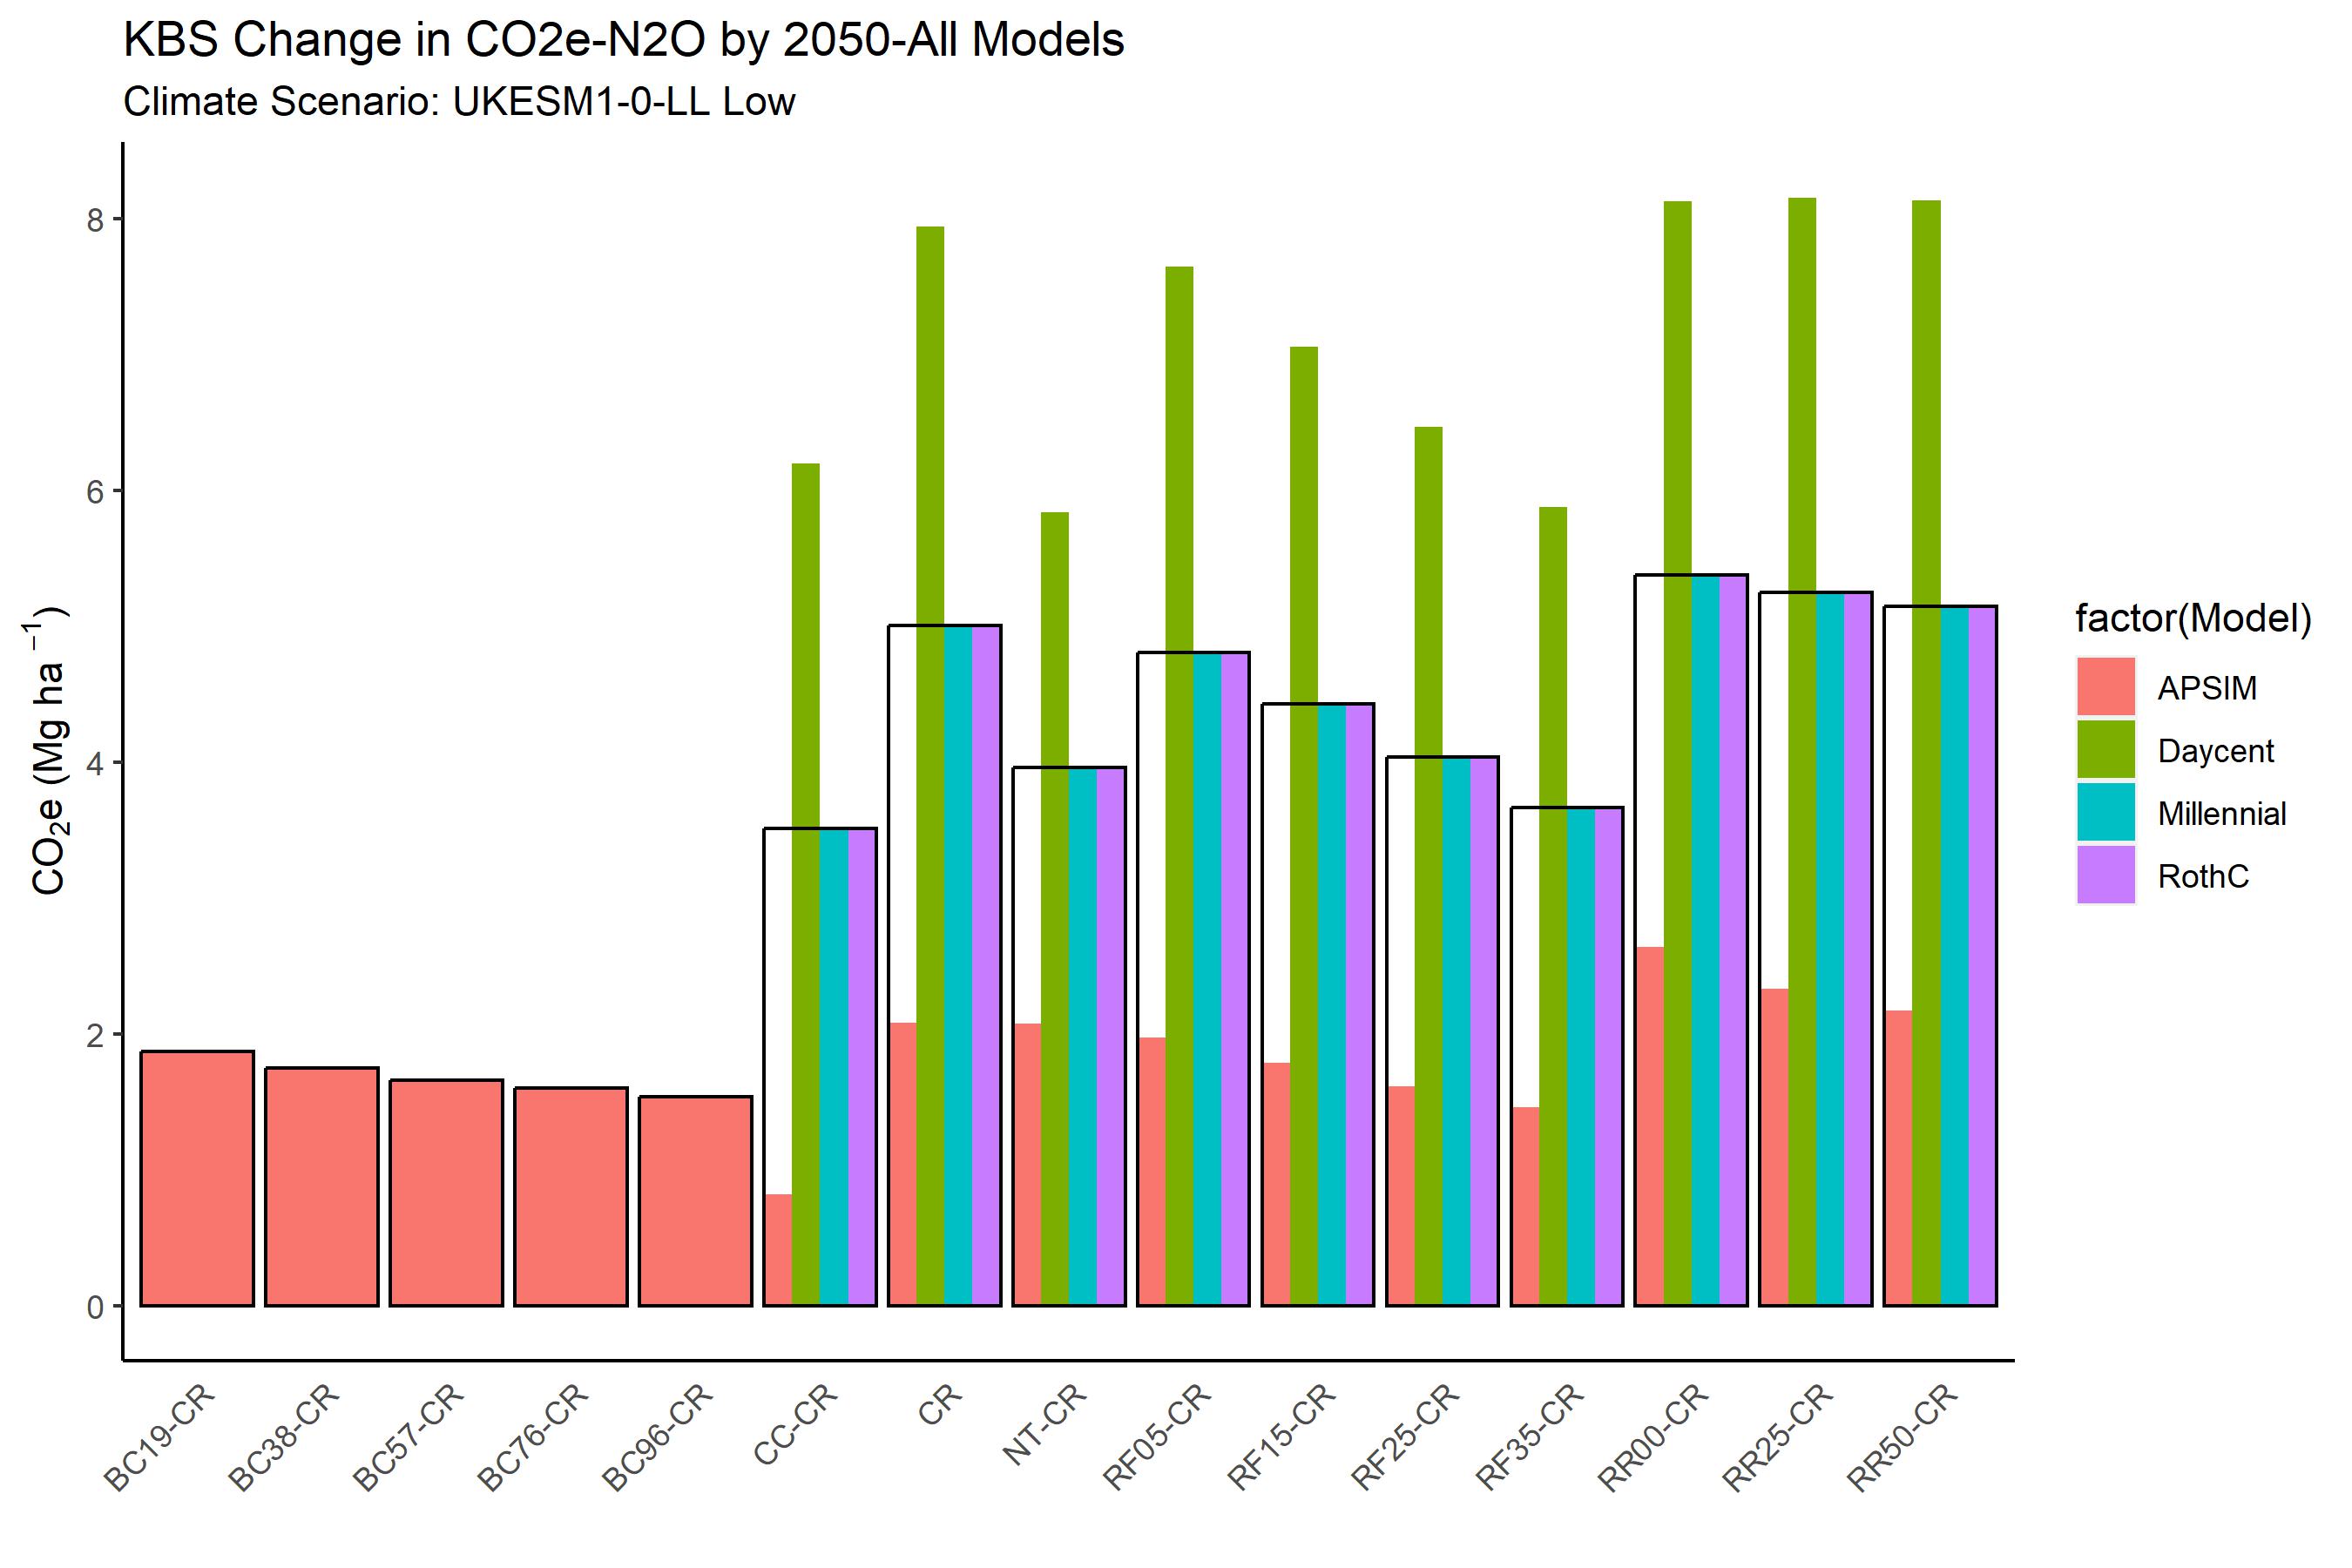 KBS Change in CO2e-N2O by 2050-All Models
Climate Scenario: UKESM1-0-LL Low
CO₂e (Mg ha ⁻¹)
8
6
4
2
0
BC19-CR
BC38-CR
BC57-CR
BC76-CR
BC96-CR
CC-CR
CR
NT-CR
RF05-CR
RF15-CR
RF25-CR
RF35-CR
RR00-CR
RR25-CR
RR50-CR
factor(Model)
APSIM
Daycent
Millennial
RothC